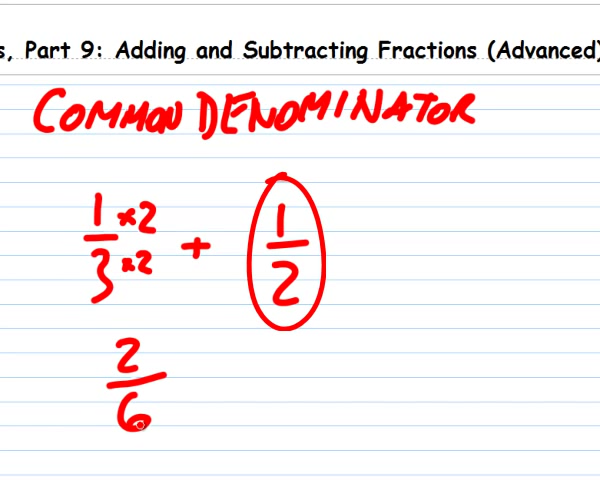 s, Part 9: Adding and Subtracting Fractions (Advanced)
COMMON DENOMINATOR
1 ×2 + 1
3 ×2 2
2
6